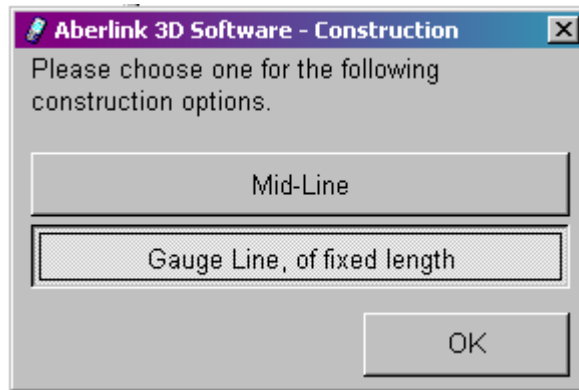 Aberlink 3D Software - Construction
Please choose one for the following
construction options.
Mid-Line
Gauge Line, of fixed length
OK